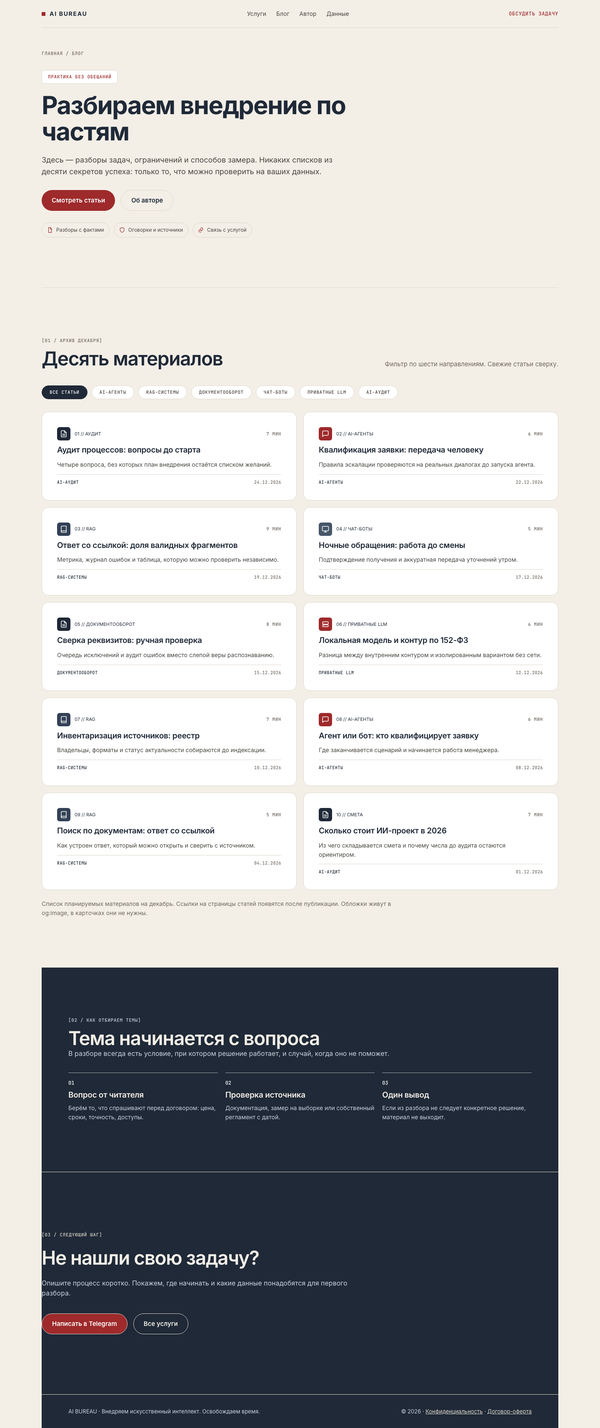 AI BUREAU
Услуги Блог Автор Данные
ОБСУДИТЬ ЗАДАЧУ
ГЛАВНАЯ / БЛОГ
ПРАКТИКА БЕЗ ОБЕЩАНИЙ
Разбираем внедрение по
частям
Здесь — разборы задач, ограничений и способов замера. Никаких списков из
десяти секретов успеха: только то, что можно проверить на ваших данных.
Смотреть статьи
Об авторе
Разборы с фактами
Оговорки и источники
Связь с услугой
[01 / АРХИВ ДЕКАБРЯ]
Десять материалов
Фильтр по шести направлениям. Свежие статьи сверху.
ВСЕ СТАТЬИ
AI-АГЕНТЫ
RAG-СИСТЕМЫ
ДОКУМЕНТООБОРОТ
ЧАТ-БОТЫ
ПРИВАТНЫЕ LLM
AI-АУДИТ
01 // АУДИТ
7 МИН
Аудит процессов: вопросы до старта
Четыре вопроса, без которых план внедрения остаётся списком желаний.
AI-АУДИТ
24.12.2026
02 // AI-АГЕНТЫ
6 МИН
Квалификация заявки: передача человеку
Правила эскалации проверяются на реальных диалогах до запуска агента.
AI-АГЕНТЫ
22.12.2026
03 // RAG
9 МИН
Ответ со ссылкой: доля валидных фрагментов
Метрика, журнал ошибок и таблица, которую можно проверить независимо.
RAG-СИСТЕМЫ
19.12.2026
04 // ЧАТ-БОТЫ
5 МИН
Ночные обращения: работа до смены
Подтверждение получения и аккуратная передача уточнений утром.
ЧАТ-БОТЫ
17.12.2026
05 // ДОКУМЕНТООБОРОТ
8 МИН
Сверка реквизитов: ручная проверка
Очередь исключений и аудит ошибок вместо слепой веры распознаванию.
ДОКУМЕНТООБОРОТ
15.12.2026
06 // ПРИВАТНЫЕ LLM
6 МИН
Локальная модель и контур по 152-ФЗ
Разница между внутренним контуром и изолированным вариантом без сети.
ПРИВАТНЫЕ LLM
12.12.2026
07 // RAG
7 МИН
Инвентаризация источников: реестр
Владельцы, форматы и статус актуальности собираются до индексации.
RAG-СИСТЕМЫ
10.12.2026
08 // AI-АГЕНТЫ
6 МИН
Агент или бот: кто квалифицирует заявку
Где заканчивается сценарий и начинается работа менеджера.
AI-АГЕНТЫ
08.12.2026
09 // RAG
5 МИН
Поиск по документам: ответ со ссылкой
Как устроен ответ, который можно открыть и сверить с источником.
RAG-СИСТЕМЫ
04.12.2026
10 // СМЕТА
7 МИН
Сколько стоит ИИ-проект в 2026
Из чего складывается смета и почему числа до аудита остаются
ориентиром.
AI-АУДИТ
01.12.2026
Список планируемых материалов на декабрь. Ссылки на страницы статей появятся после публикации. Обложки живут в
og:image, в карточках они не нужны.
[02 / КАК ОТБИРАЕМ ТЕМЫ]
Тема начинается с вопроса
В разборе всегда есть условие, при котором решение работает, и случай, когда оно не поможет.
01
Вопрос от читателя
Берём то, что спрашивают перед договором: цена,
сроки, точность, доступы.
02
Проверка источника
Документация, замер на выборке или собственный
регламент с датой.
03
Один вывод
Если из разбора не следует конкретное решение,
материал не выходит.
[03 / СЛЕДУЮЩИЙ ШАГ]
Не нашли свою задачу?
Опишите процесс коротко. Покажем, где начинать и какие данные понадобятся для первого
разбора.
Написать в Telegram
Все услуги
AI BUREAU · Внедряем искусственный интеллект. Освобождаем время.
© 2026 · Конфиденциальность · Договор-оферта